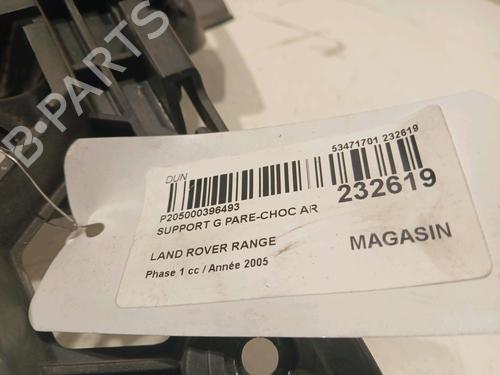 B-PARTS
DUN
53471701 232619
P205000396493
232619
SUPPORT G PARE-CHOC AR
LAND ROVER RANGE
MAGASIN
Phase 1 cc / Année 2005